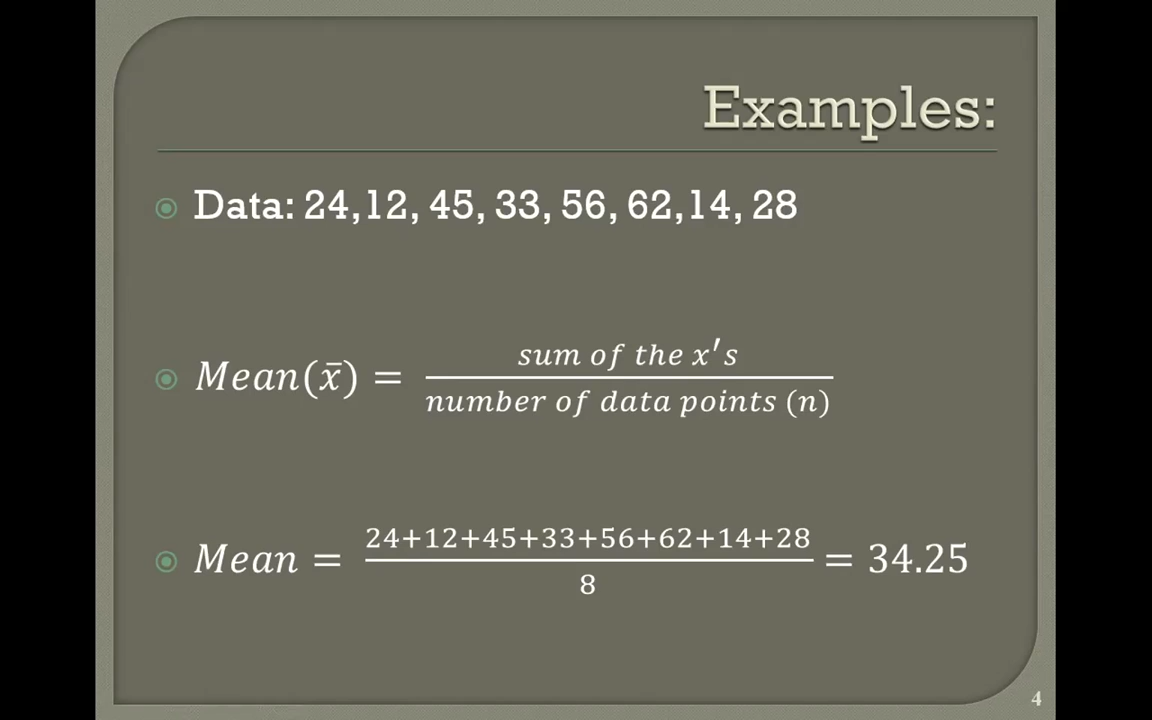 Examples:
Data: 24,12, 45, 33, 56, 62,14, 28
Mean(x̄) = sum of the x′s / number of data points (n)
Mean = 24+12+45+33+56+62+14+28 / 8 = 34.25
4